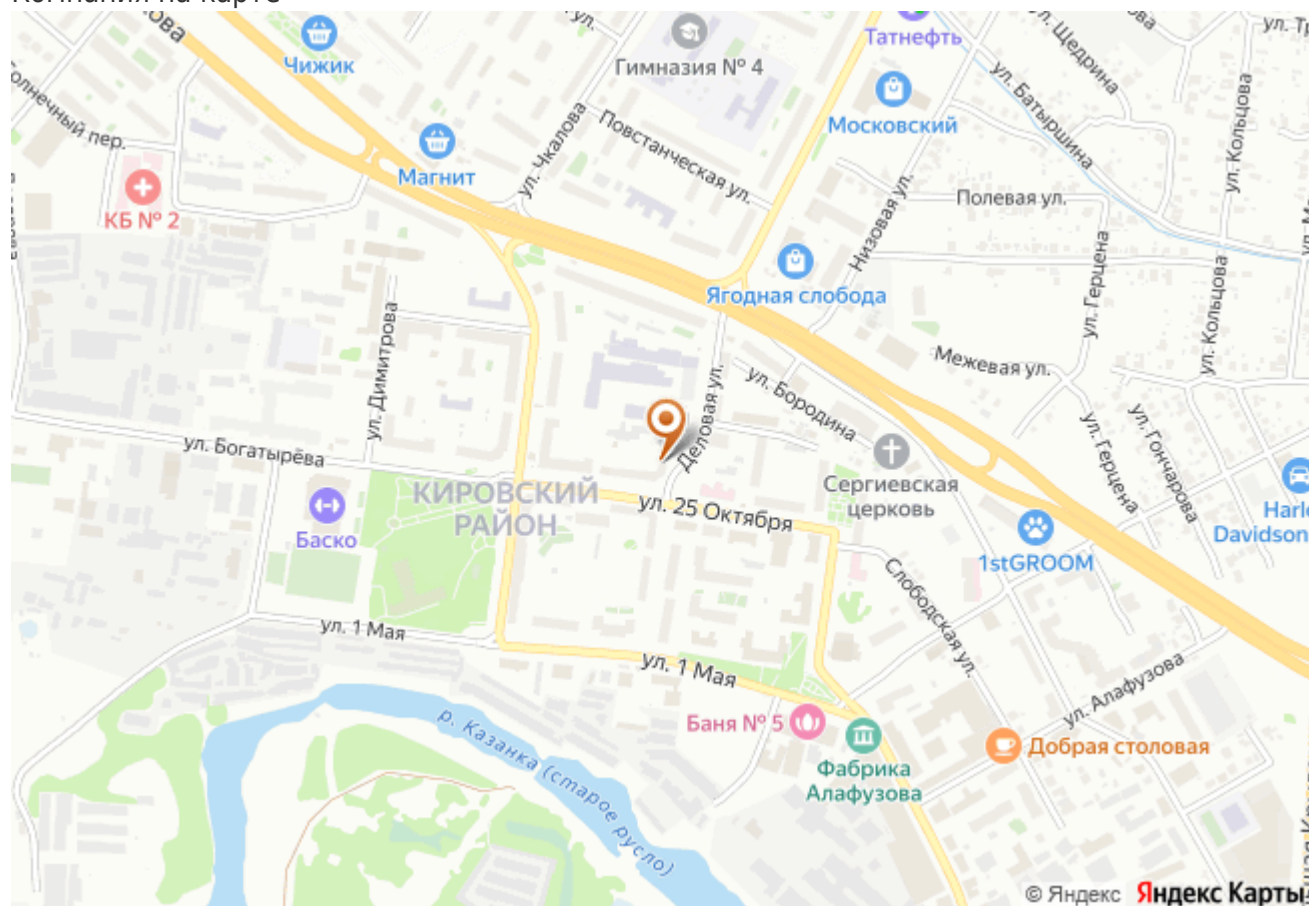 Компания на карте
Чижик
Гимназия № 4
Татнефть
ул. Щедрина
Солнечный пер.
Магнит
ул. Чкалова
Повстанческая ул.
Московский
ул. Батыршина
ул. Кольцова
КБ № 2
Полевая ул.
Низовая ул.
Ягодная слобода
ул. Герцена
ул. Кольцова
ул. Димитрова
Межевая ул.
ул. Бородина
Деловая ул.
ул. Богатырёва
Сергиевская
церковь
ул. Герцена
ул. Гончарова
КИРОВСКИЙ
РАЙОН
ул. 25 Октября
Баско
1stGROOM
Davidson
Слободская ул.
ул. 1 Мая
ул. 1 Мая
ул. Алафузова
р. Казанка (старое русло)
Баня № 5
Добрая столовая
Фабрика
Алафузова
© Яндекс Яндекс Карты